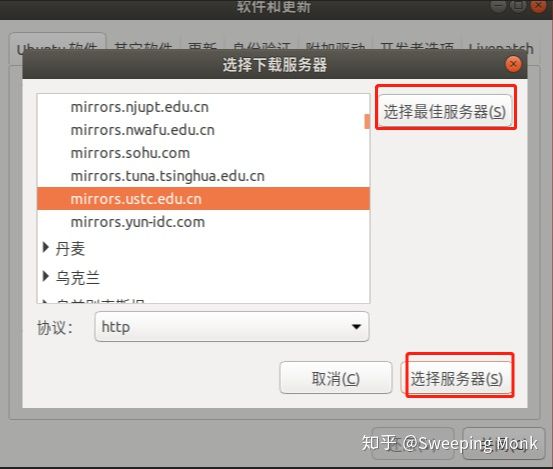 软件和更新
Ubuntu 软件 其它软件 更新 身份验证 附加驱动 开发者选项 Livepatch
选择下载服务器
mirrors.njupt.edu.cn
选择最佳服务器(S)
mirrors.nwafu.edu.cn
mirrors.sohu.com
mirrors.tuna.tsinghua.edu.cn
mirrors.ustc.edu.cn
mirrors.yun-idc.com
丹麦
乌克兰
协议:
http
取消(C)
选择服务器(S)
知乎 @Sweeping Monk